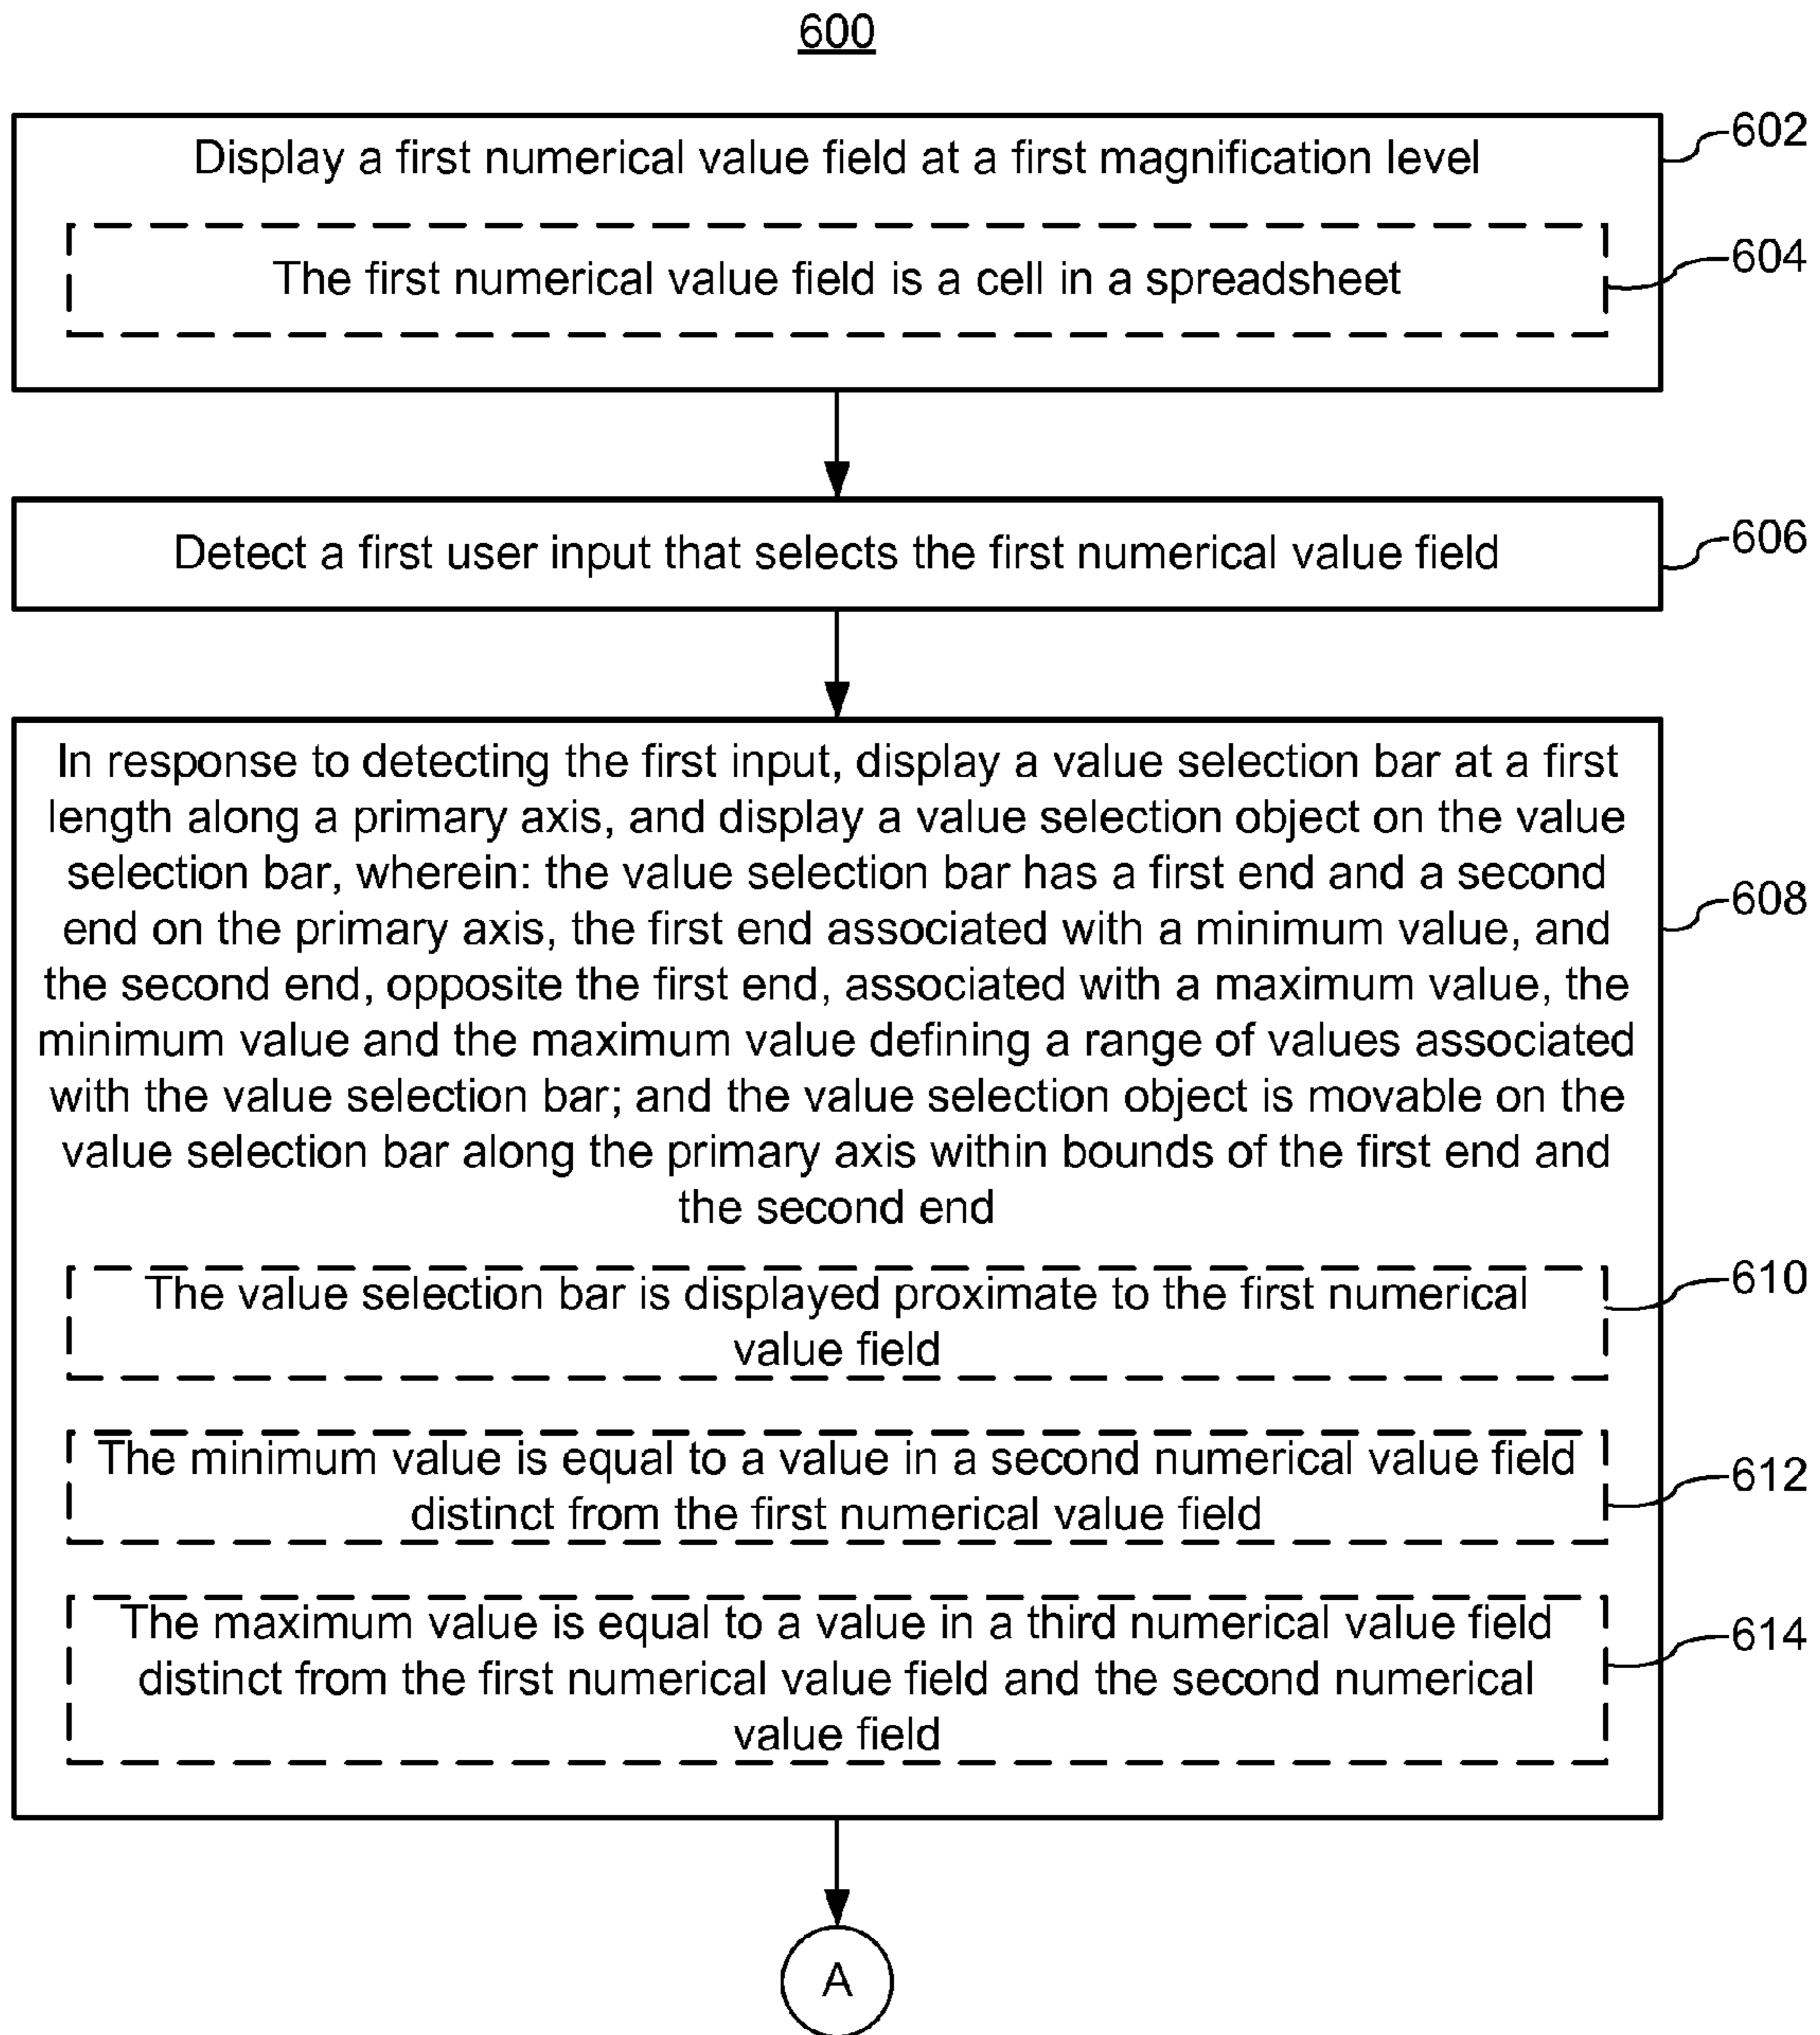 600
Display a first numerical value field at a first magnification level
602
The first numerical value field is a cell in a spreadsheet
604
Detect a first user input that selects the first numerical value field
606
In response to detecting the first input, display a value selection bar at a first
length along a primary axis, and display a value selection object on the value
selection bar, wherein: the value selection bar has a first end and a second
end on the primary axis, the first end associated with a minimum value, and
the second end, opposite the first end, associated with a maximum value, the
minimum value and the maximum value defining a range of values associated
with the value selection bar; and the value selection object is movable on the
value selection bar along the primary axis within bounds of the first end and
the second end
608
The value selection bar is displayed proximate to the first numerical
value field
610
The minimum value is equal to a value in a second numerical value field
distinct from the first numerical value field
612
The maximum value is equal to a value in a third numerical value field
distinct from the first numerical value field and the second numerical
value field
614
A